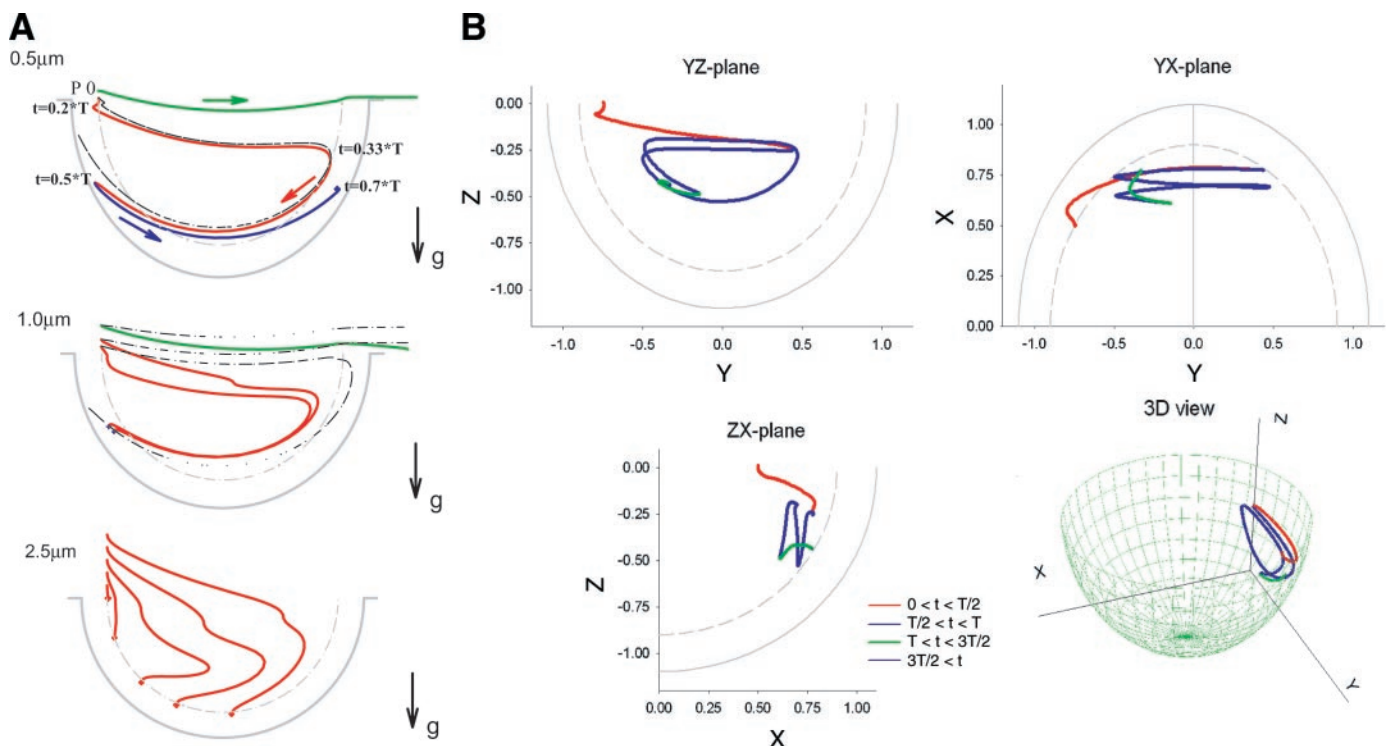 A
0.5μm
P 0
t=0.2*T
t=0.33*T
t=0.5*T
t=0.7*T
g
1.0μm
g
2.5μm
g
B
YZ-plane
0.00
-0.25
-0.50
-0.75
-1.00
Z
-1.0 -0.5 0.0 0.5 1.0
Y
YX-plane
1.00
0.75
0.50
0.25
0.00
X
-1.0 -0.5 0.0 0.5 1.0
Y
ZX-plane
0.00
-0.25
-0.50
-0.75
-1.00
Z
0.00 0.25 0.50 0.75 1.00
X
0 < t < T/2
T/2 < t < T
T < t < 3T/2
3T/2 < t
3D view
Z
X
Y